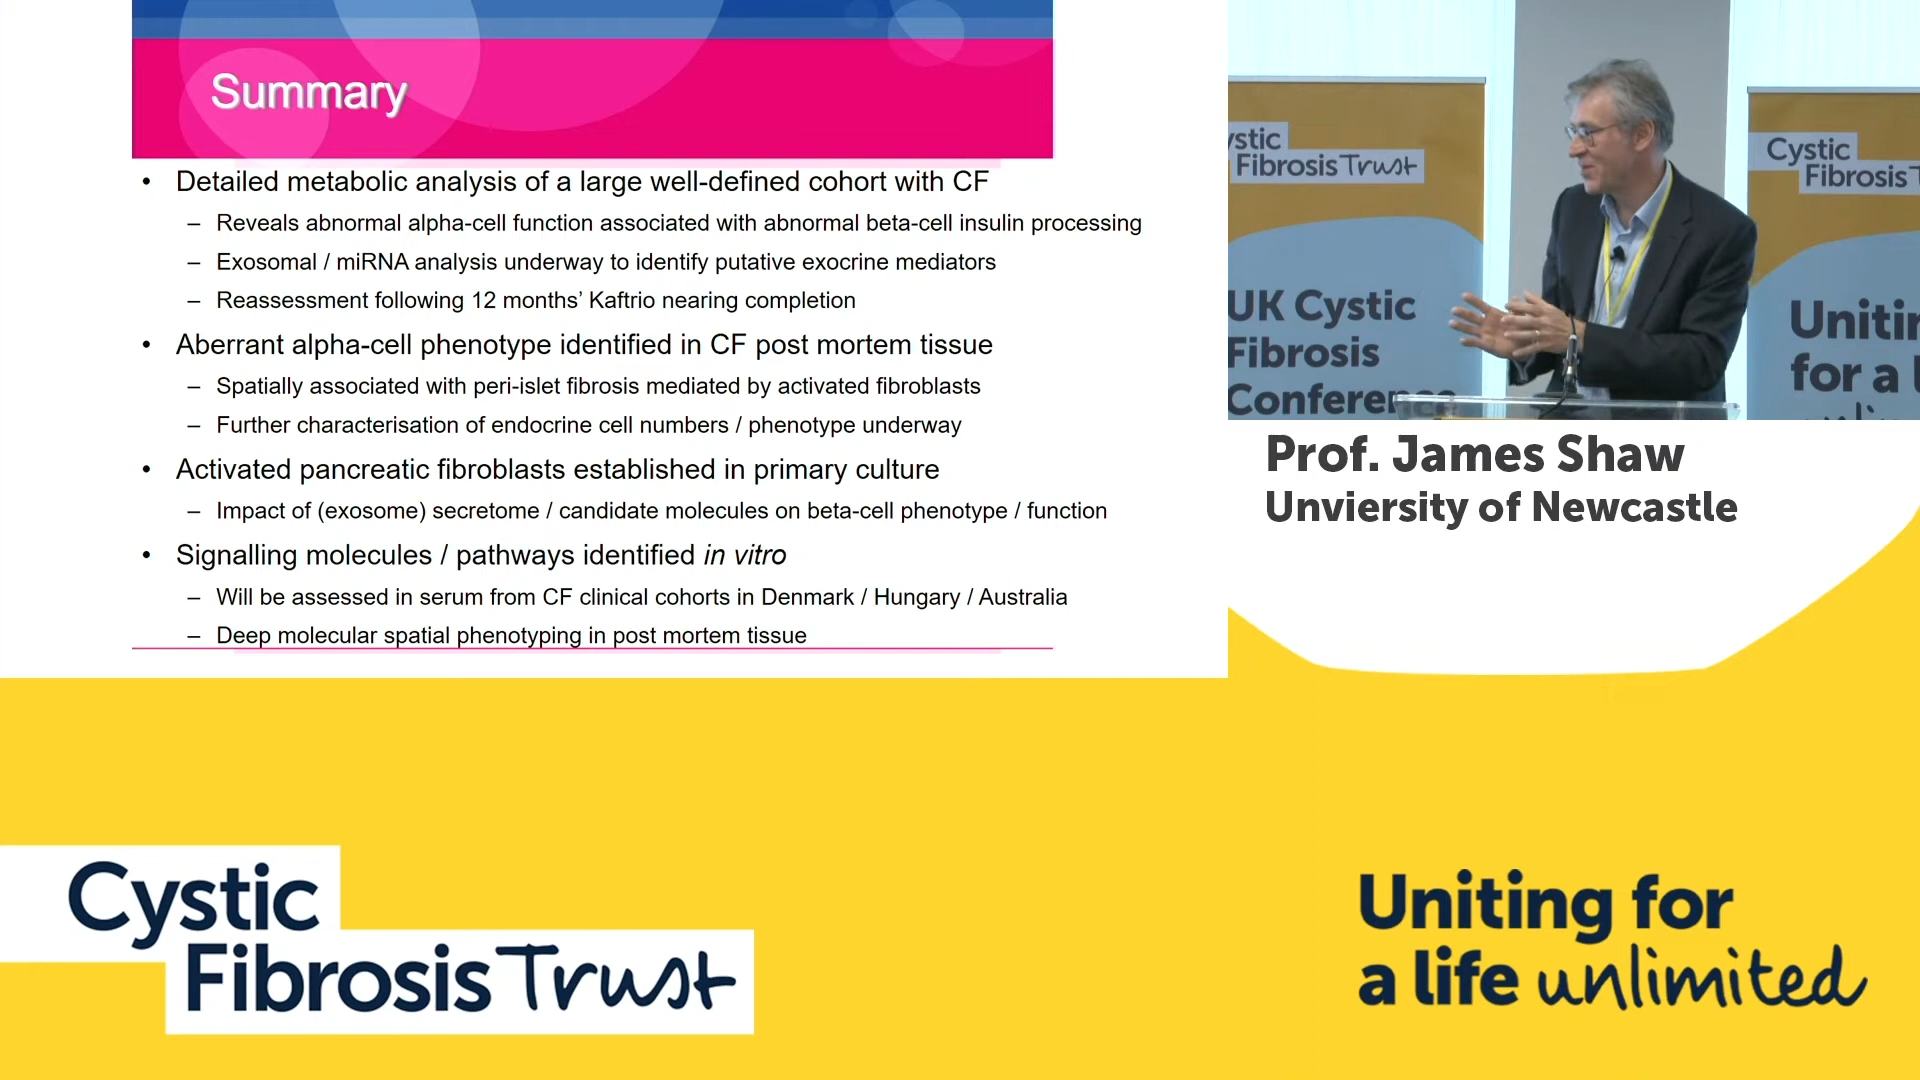 Summary
• Detailed metabolic analysis of a large well-defined cohort with CF
– Reveals abnormal alpha-cell function associated with abnormal beta-cell insulin processing
– Exosomal / miRNA analysis underway to identify putative exocrine mediators
– Reassessment following 12 months’ Kaftrio nearing completion
• Aberrant alpha-cell phenotype identified in CF post mortem tissue
– Spatially associated with peri-islet fibrosis mediated by activated fibroblasts
– Further characterisation of endocrine cell numbers / phenotype underway
• Activated pancreatic fibroblasts established in primary culture
– Impact of (exosome) secretome / candidate molecules on beta-cell phenotype / function
• Signalling molecules / pathways identified in vitro
– Will be assessed in serum from CF clinical cohorts in Denmark / Hungary / Australia
– Deep molecular spatial phenotyping in post mortem tissue
ystic
Fibrosis Trust
UK Cystic
Fibrosis
Conference
Cystic
Fibrosis
Unitin
for a
Prof. James Shaw
Unviersity of Newcastle
Cystic
Fibrosis Trust
Uniting for
a life unlimited